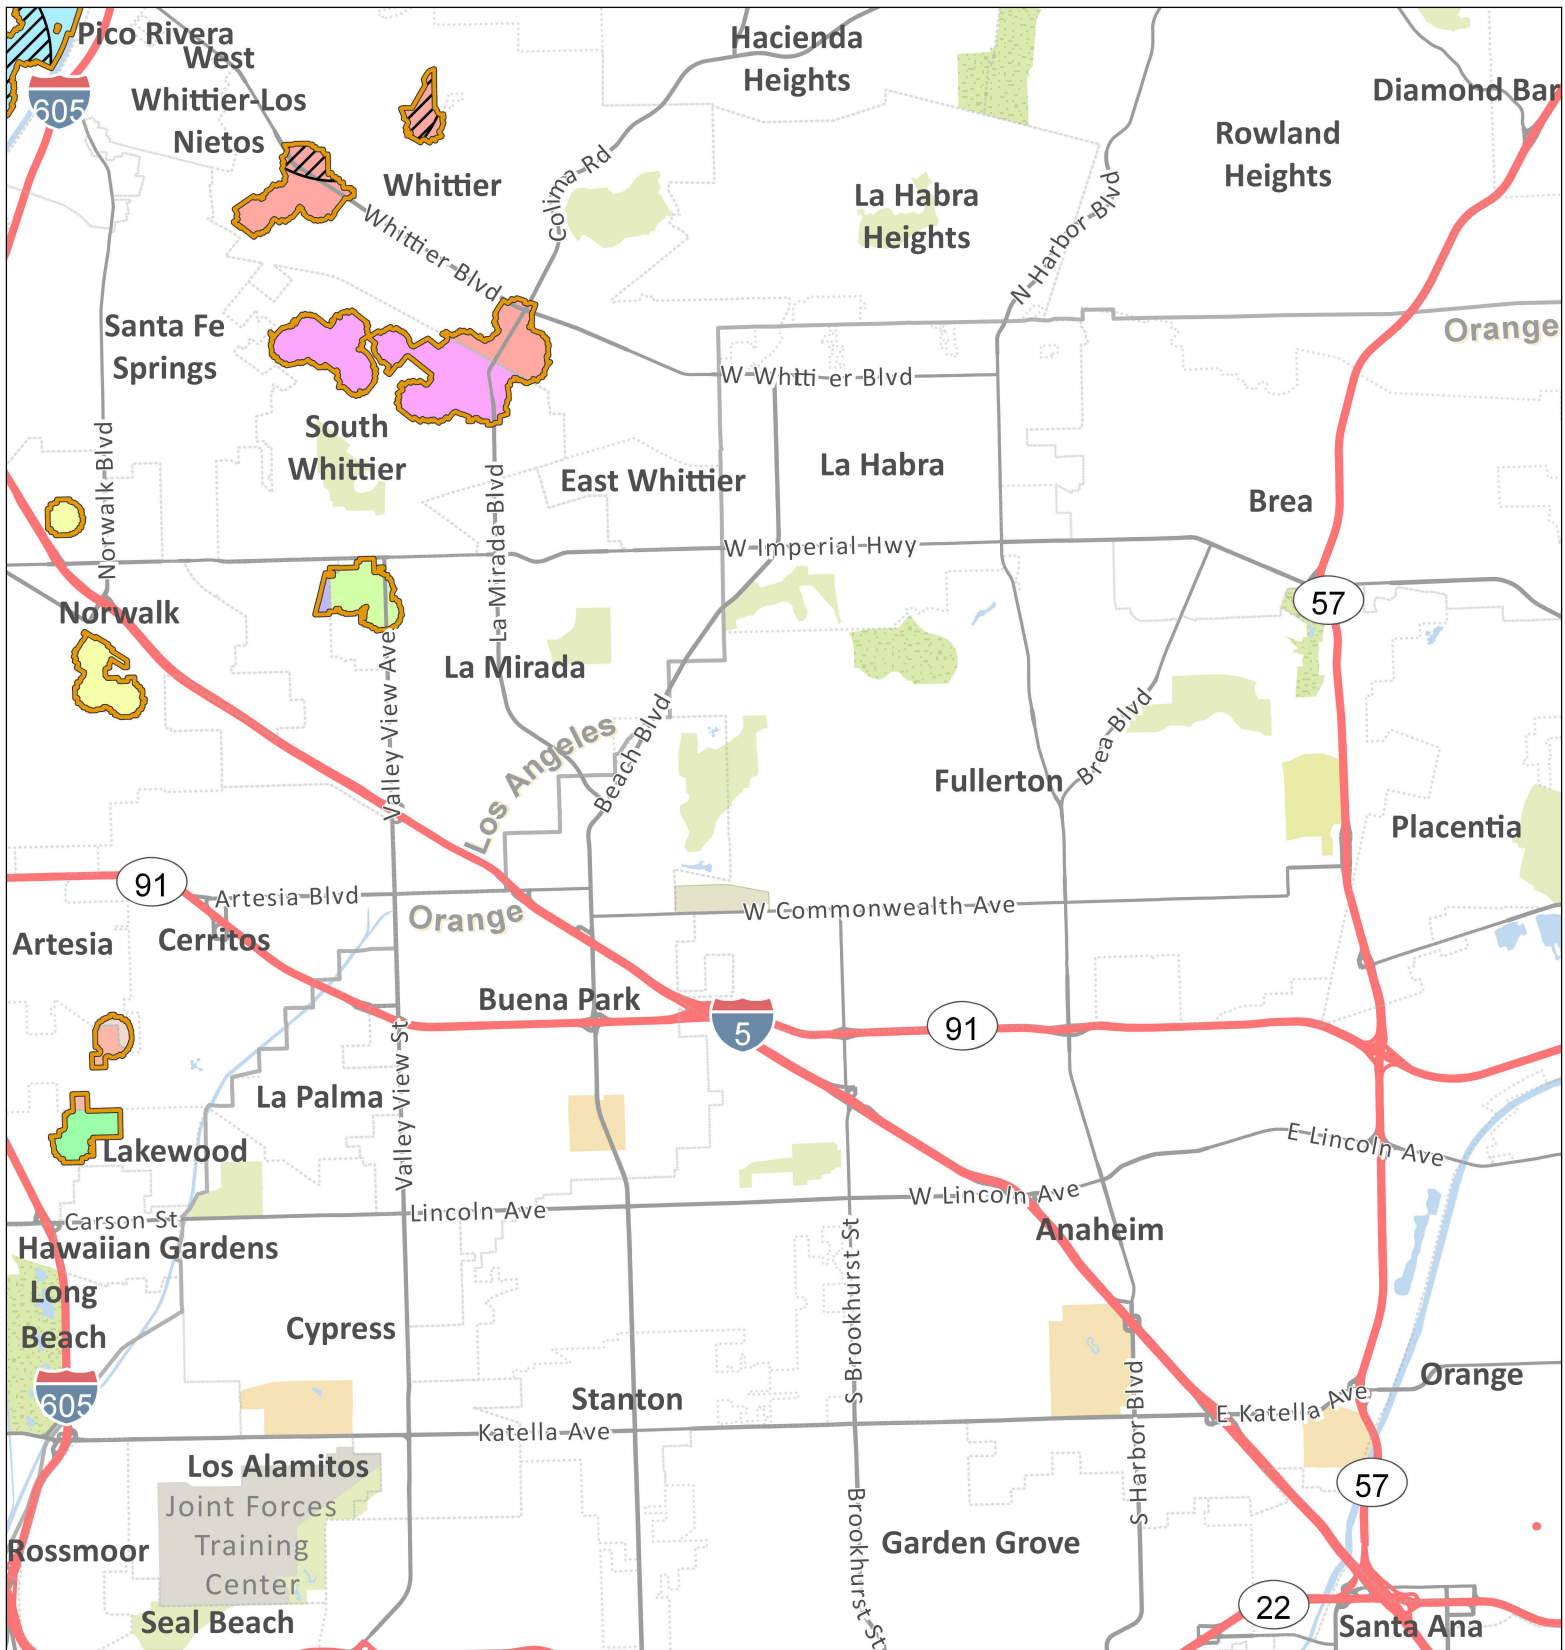 Pico Rivera
West
Whittier-Los
Nietos
605
Hacienda
Heights
Diamond Bar
Rowland
Heights
Whittier
Colima Rd
La Habra
Heights
N Harbor Blvd
Whittier Blvd
Santa Fe
Springs
Orange
W Whittier Blvd
South
Whittier
Norwalk Blvd
La Mirada Blvd
East Whittier
La Habra
Brea
W Imperial Hwy
57
Norwalk
Valley View Ave
La Mirada
Los Angeles
Beach Blvd
Brea Blvd
Fullerton
Placentia
91
Artesia Blvd
Orange
W Commonwealth Ave
Artesia
Cerritos
Buena Park
5
91
Valley View St
La Palma
Lakewood
E Lincoln Ave
W Lincoln Ave
Lincoln Ave
Carson St
Anaheim
Hawaiian Gardens
Long
Beach
S Brookhurst St
Cypress
605
Stanton
S Harbor Blvd
Orange
E Katella Ave
Katella Ave
Los Alamitos
57
Joint Forces
Training
Center
Brookhurst St
Garden Grove
Rossmoor
Seal Beach
22
Santa Ana